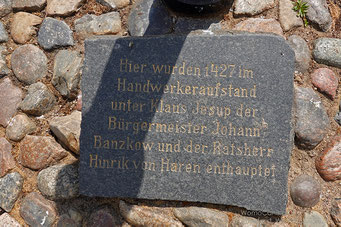 Hier wurden 1427 im
Handwerkeraufstand
unter Klaus Jesup der
Bürgermeister Johann
Banzkow und der Ratsherr
Hinrik von Haren enthauptet